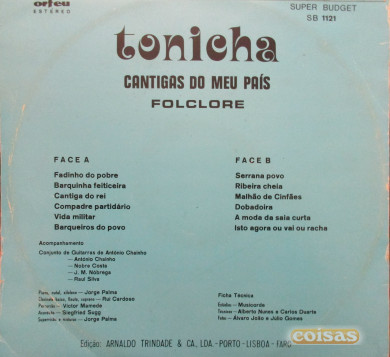 orfeu
ESTEREO
SUPER BUDGET
SB 1121
tonicha
CANTIGAS DO MEU PAÍS
FOLCLORE
FACE A
Fadinho do pobre
Barquinha feiticeira
Cantiga do rei
Compadre partidário
Vida militar
Barqueiros do povo
FACE B
Serrana povo
Ribeira cheia
Malhão de Cinfães
Dobadoira
A moda da saia curta
Isto agora ou vai ou racha
Acompanhamento
Conjunto de Guitarras de António Chainho
— António Chainho
— Nobre Costa
— J. M. Nóbrega
— Raul Silva
— Jorge Palma
— Rui Cardoso
— Victor Mamede
— Siegfried Sugg
— Jorge Palma
Ficha Técnica
— Musicorde
— Alberto Nunes e Carlos Duarte
— Álvaro João e Júlio Gomes
coisas
Edição: ARNALDO TRINDADE & CA., LDA. - PORTO - LISBOA -